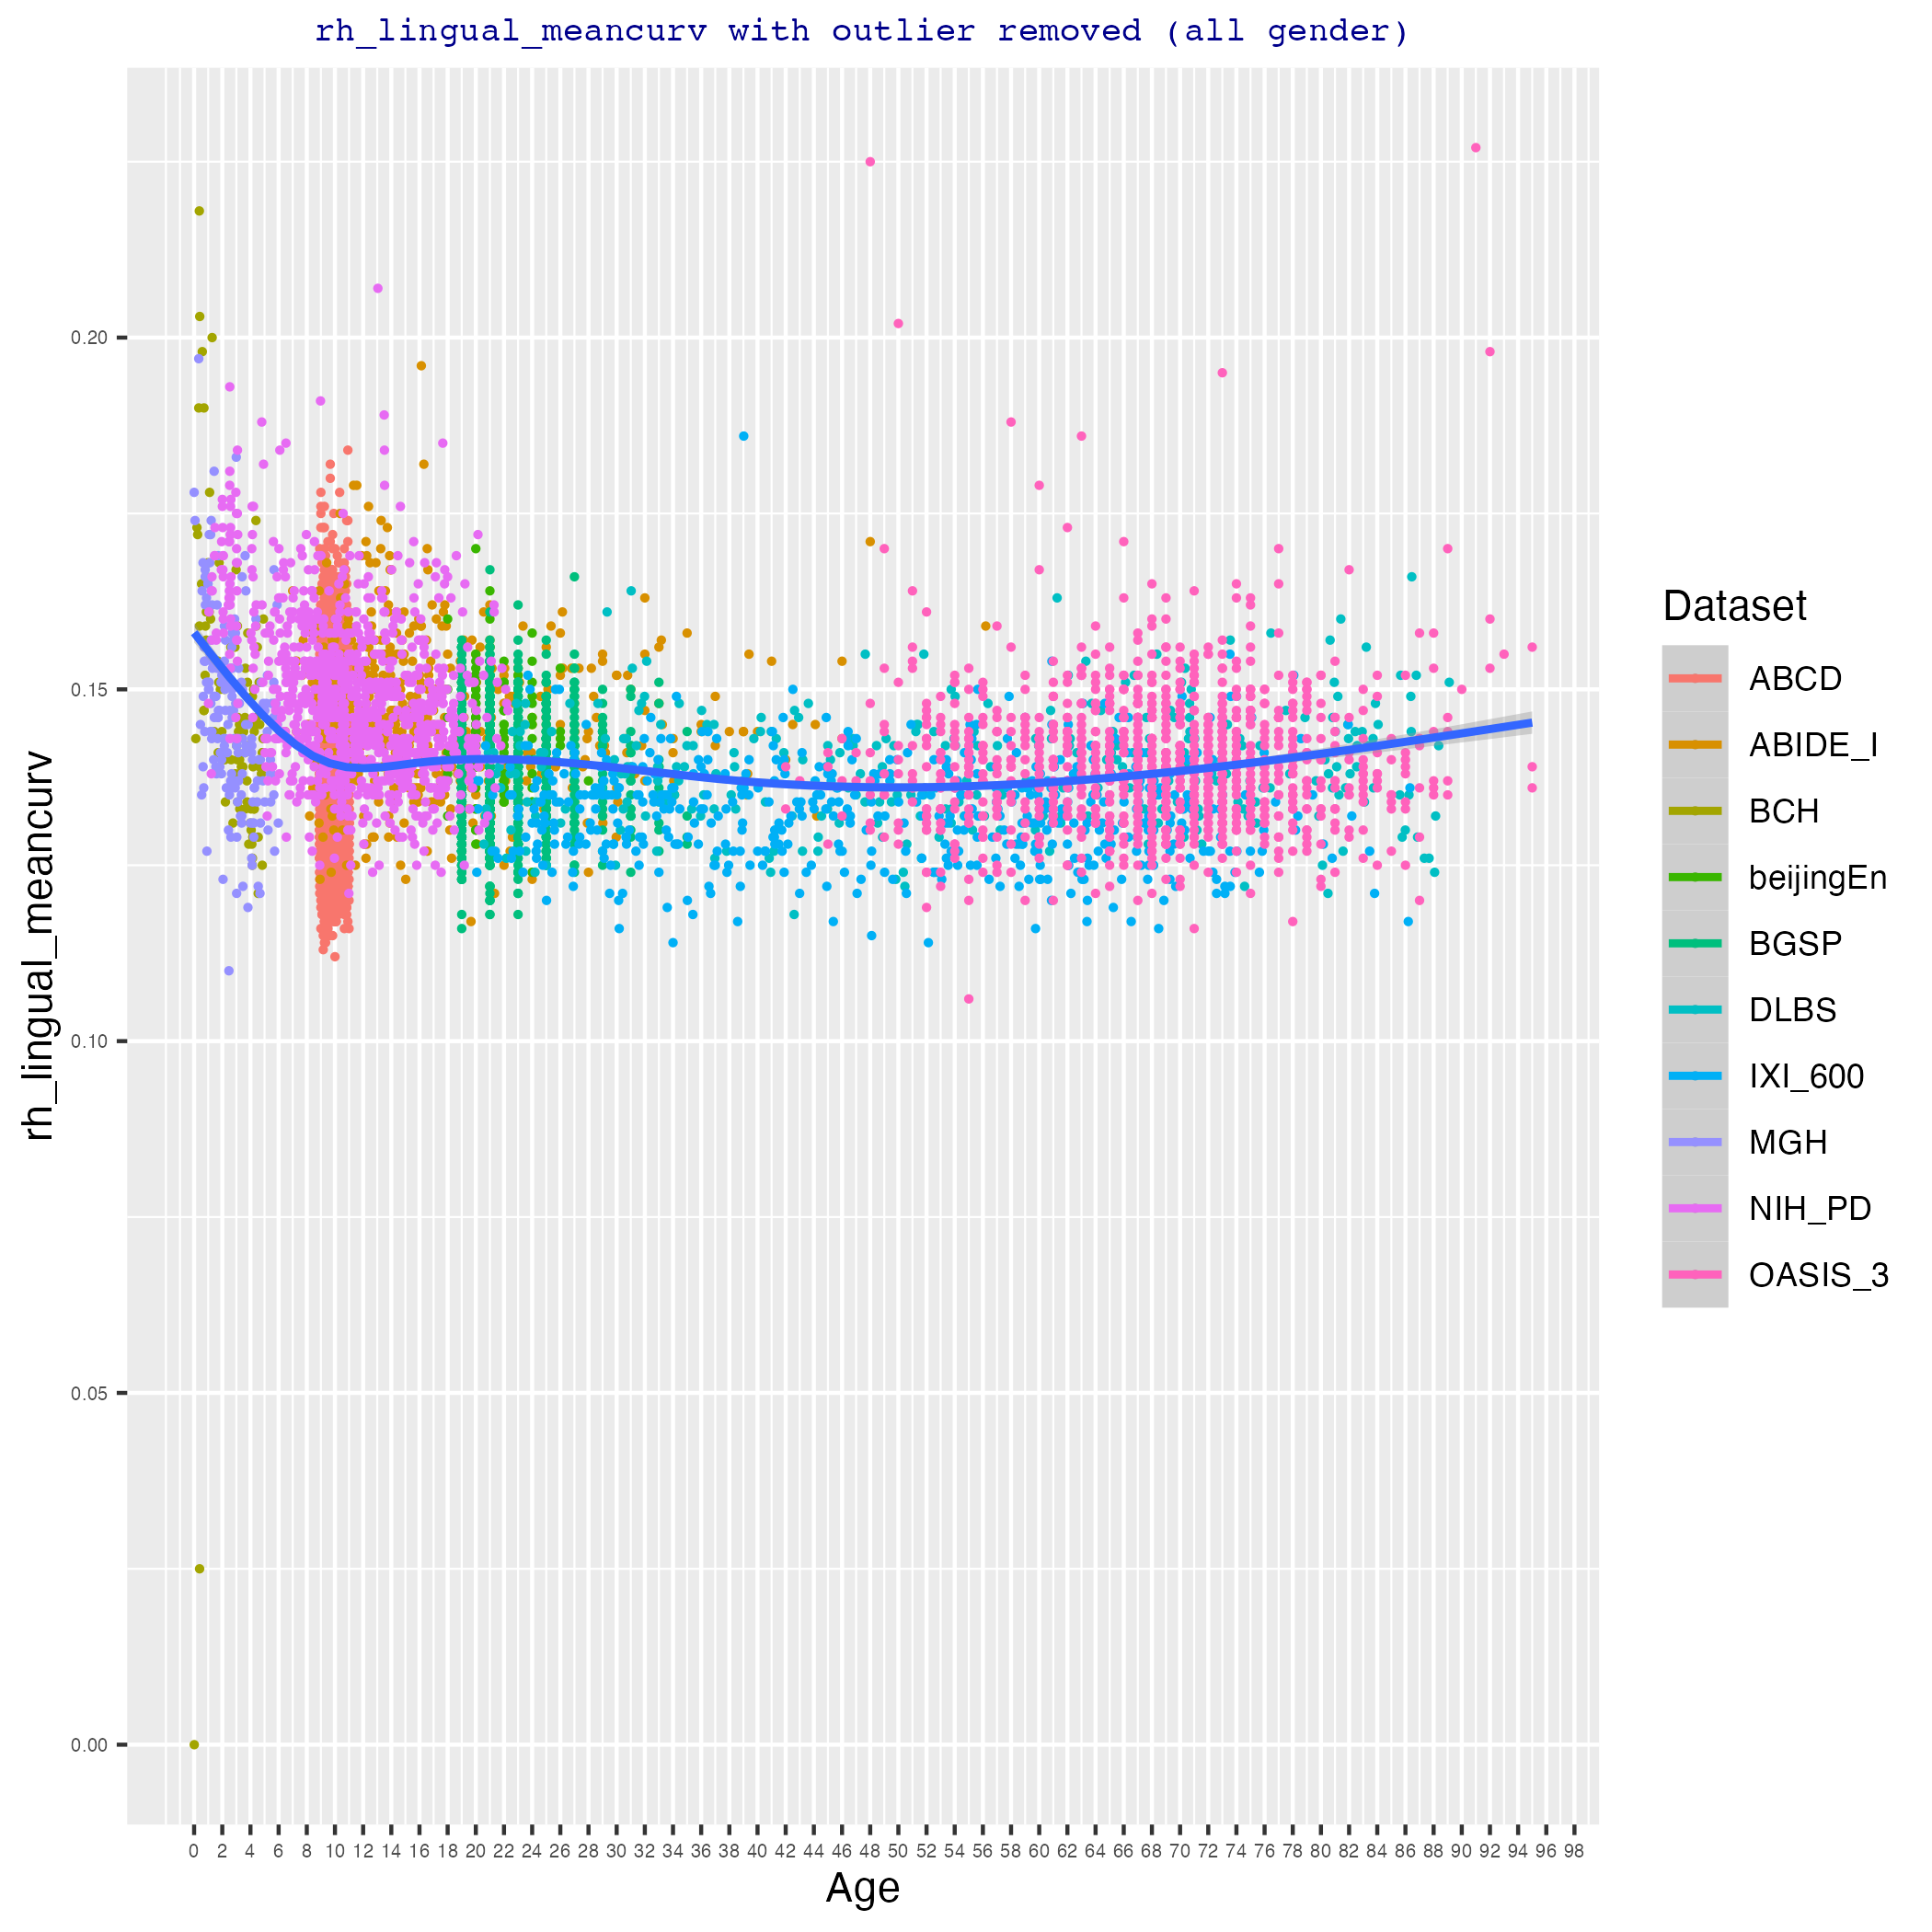 rh_lingual_meancurv with outlier removed (all gender)
rh_lingual_meancurv
0.20
0.15
0.10
0.05
0.00
0 2 4 6 8 10 12 14 16 18 20 22 24 26 28 30 32 34 36 38 40 42 44 46 48 50 52 54 56 58 60 62 64 66 68 70 72 74 76 78 80 82 84 86 88 90 92 94 96 98
Age
Dataset
ABCD
ABIDE_I
BCH
beijingEn
BGSP
DLBS
IXI_600
MGH
NIH_PD
OASIS_3